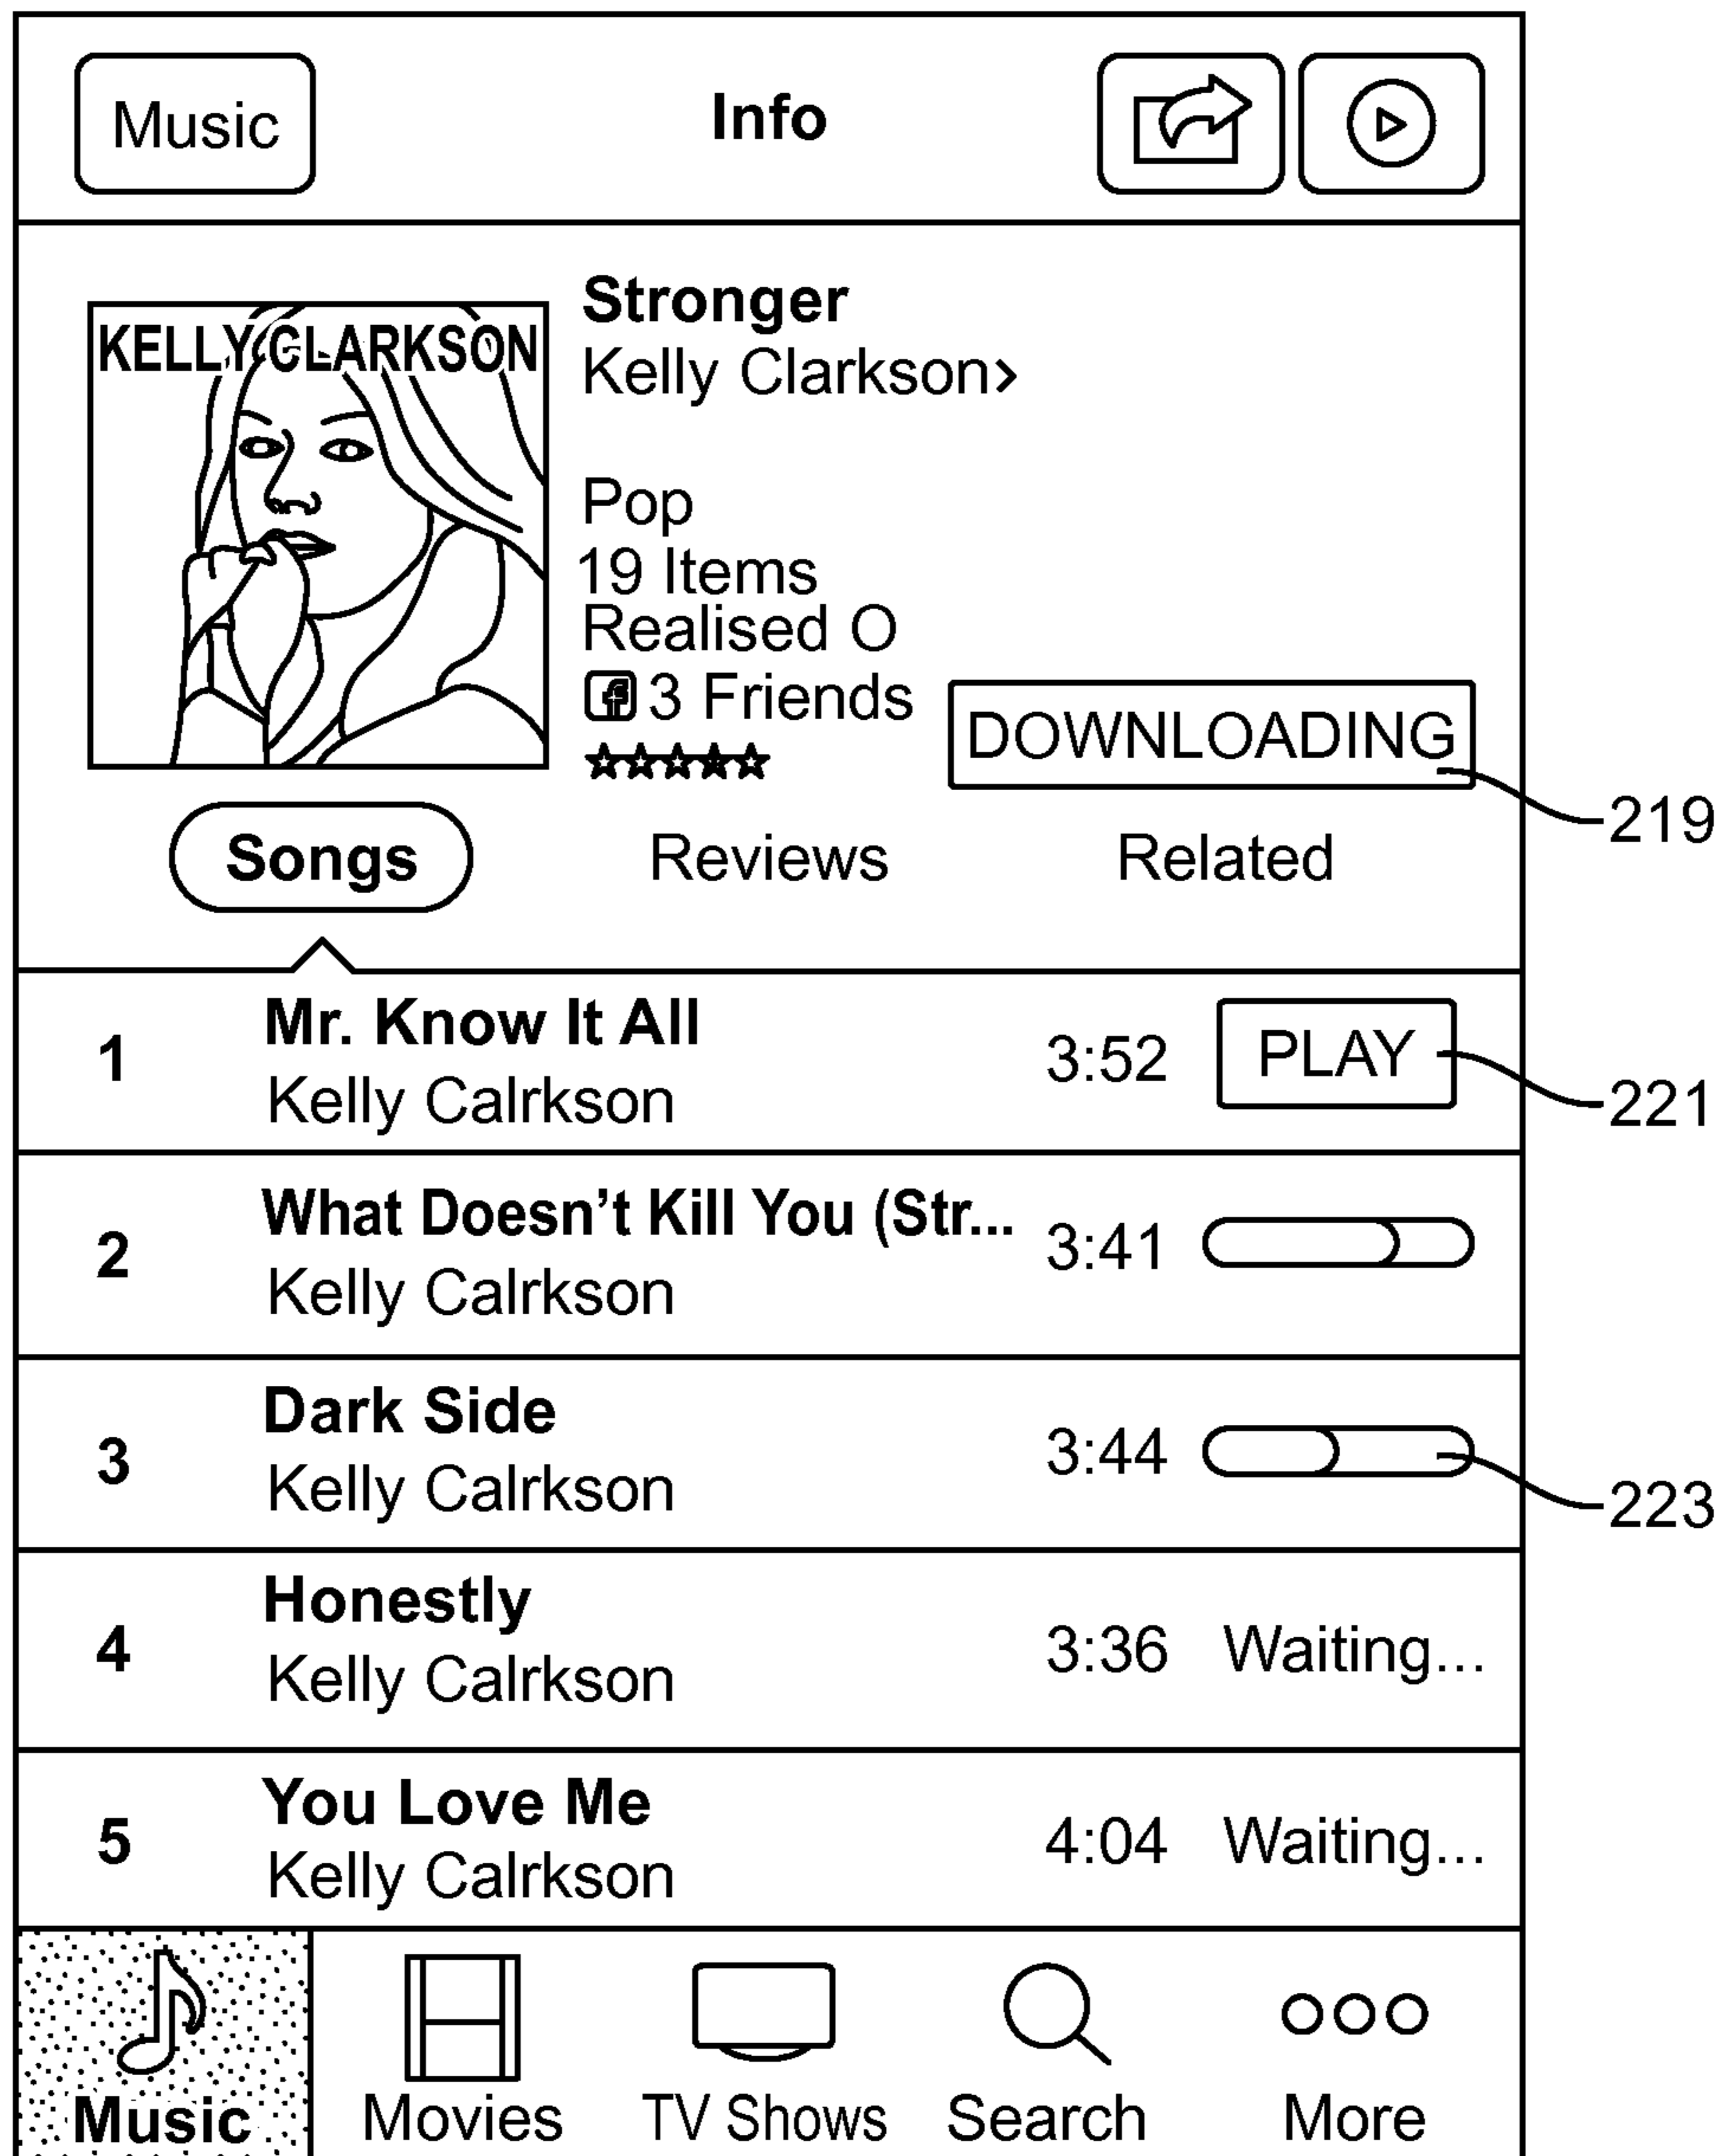 Music
Info
KELLY CLARKSON
Stronger
Kelly Clarkson>
Pop
19 Items
Realised O
f 3 Friends
DOWNLOADING
219
Songs
Reviews
Related
1
Mr. Know It All
Kelly Calrkson
3:52
PLAY
221
2
What Doesn't Kill You (Str...
Kelly Calrkson
3:41
3
Dark Side
Kelly Calrkson
3:44
223
4
Honestly
Kelly Calrkson
3:36
Waiting...
5
You Love Me
Kelly Calrkson
4:04
Waiting...
Music
Movies
TV Shows
Search
More